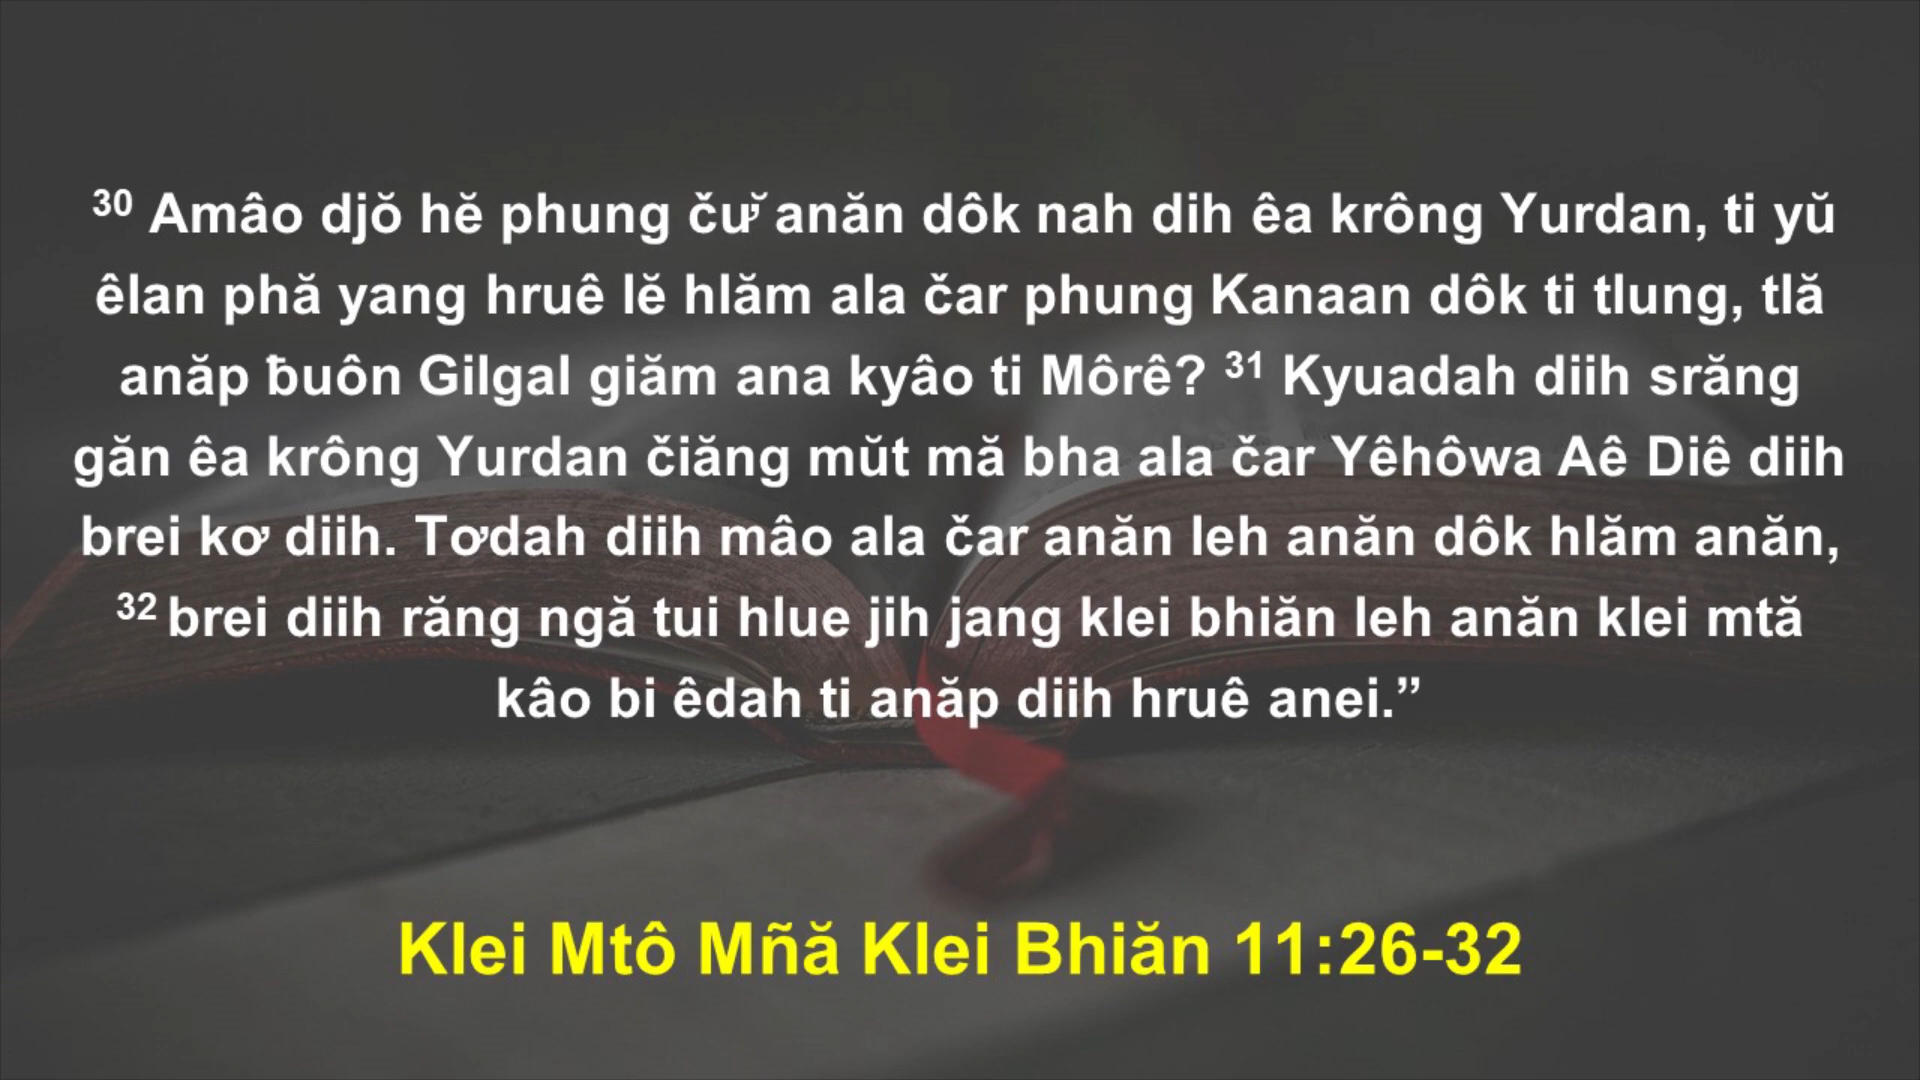 ³⁰ Amâo djŏ hĕ phung čư̆ anăn dôk nah dih êa krông Yurdan, ti yŭ
êlan phă yang hruê lĕ hlăm ala čar phung Kanaan dôk ti tlung, tlă
anăp ƀuôn Gilgal giăm ana kyâo ti Môrê? ³¹ Kyuadah diih srăng
găn êa krông Yurdan čiăng mŭt mă bha ala čar Yêhôwa Aê Diê diih
brei kơ diih. Tơdah diih mâo ala čar anăn leh anăn dôk hlăm anăn,
³² brei diih răng ngă tui hlue jih jang klei bhiăn leh anăn klei mtă
kâo bi êdah ti anăp diih hruê anei.”
Klei Mtô Mñă Klei Bhiăn 11:26-32